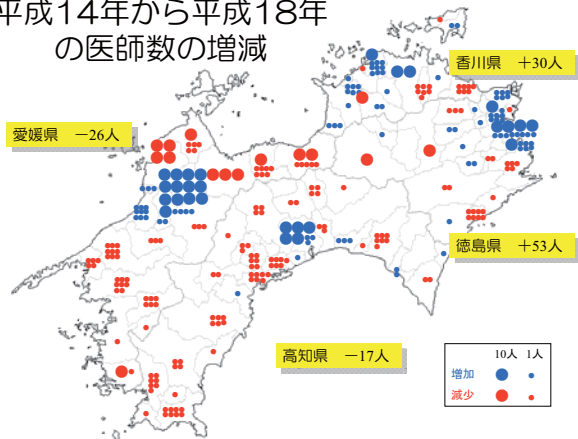 平成14年から平成18年
の医師数の増減
香川県　＋30人
愛媛県　－26人
徳島県　＋53人
高知県　－17人
10人　1人
増加
減少